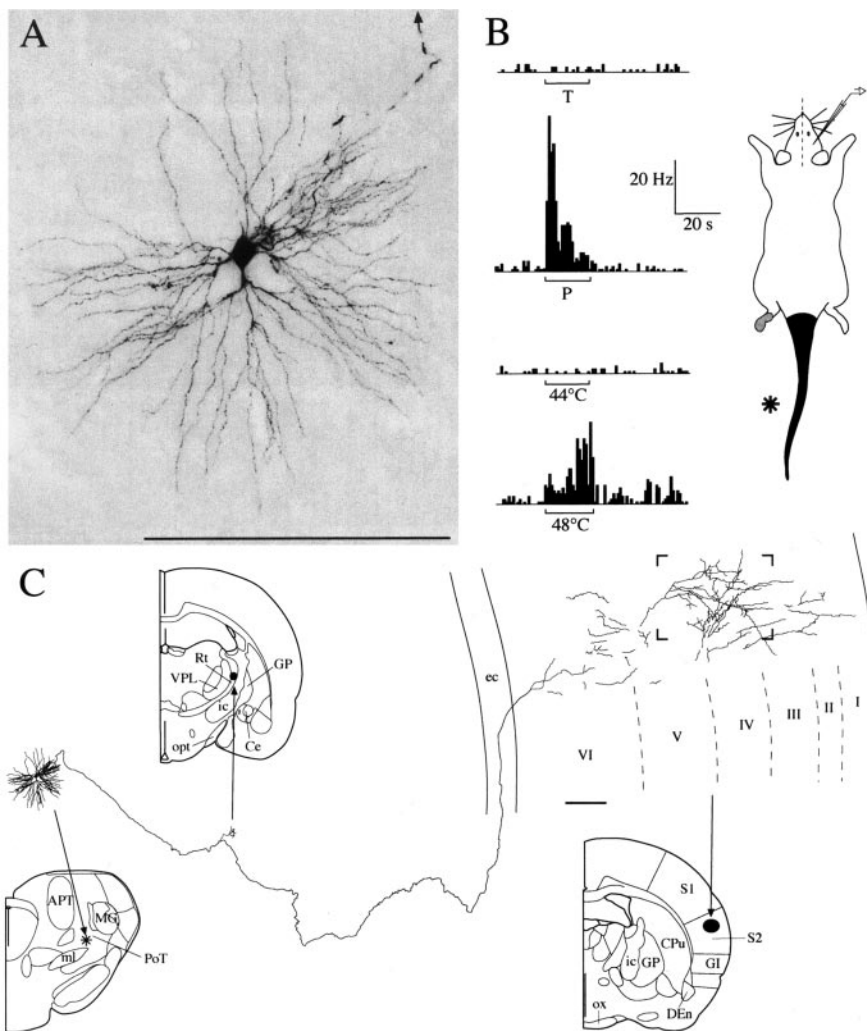 A
B
T
20 Hz
20 s
P
44°C
48°C
C
Rt
GP
VPL
ic
opt
Ce
ec
VI
V
IV
III
II
I
APT
MG
ml
PoT
S1
S2
CPu
ic
GP
GI
DEn
ox